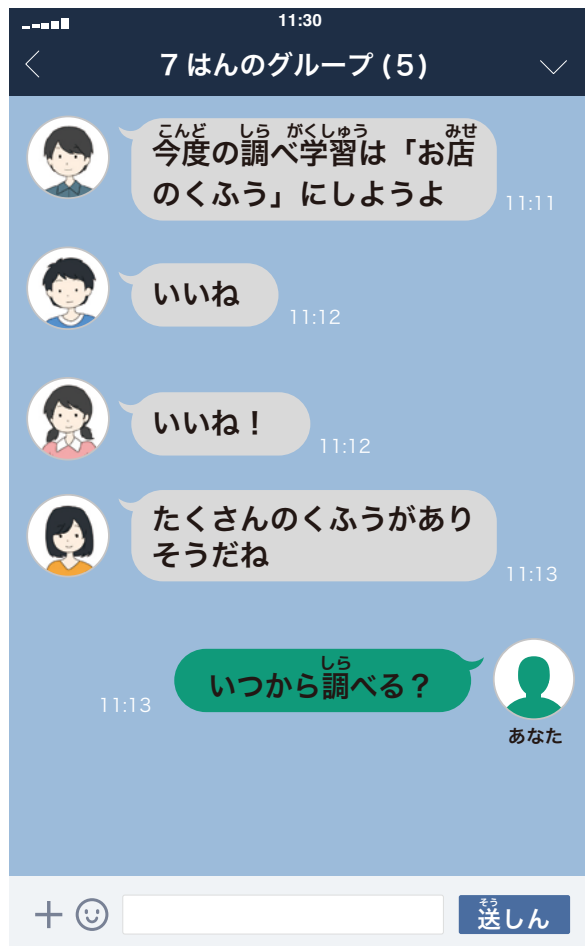 11:30
7はんのグループ(5)
こんど しら がくしゅう みせ
今度の調べ学習は「お店
のくふう」にしようよ
11:11
いいね
11:12
いいね！
11:12
たくさんのくふうがあり
そうだね
11:13
しら
いつから調べる？
11:13
あなた
そう
送しん